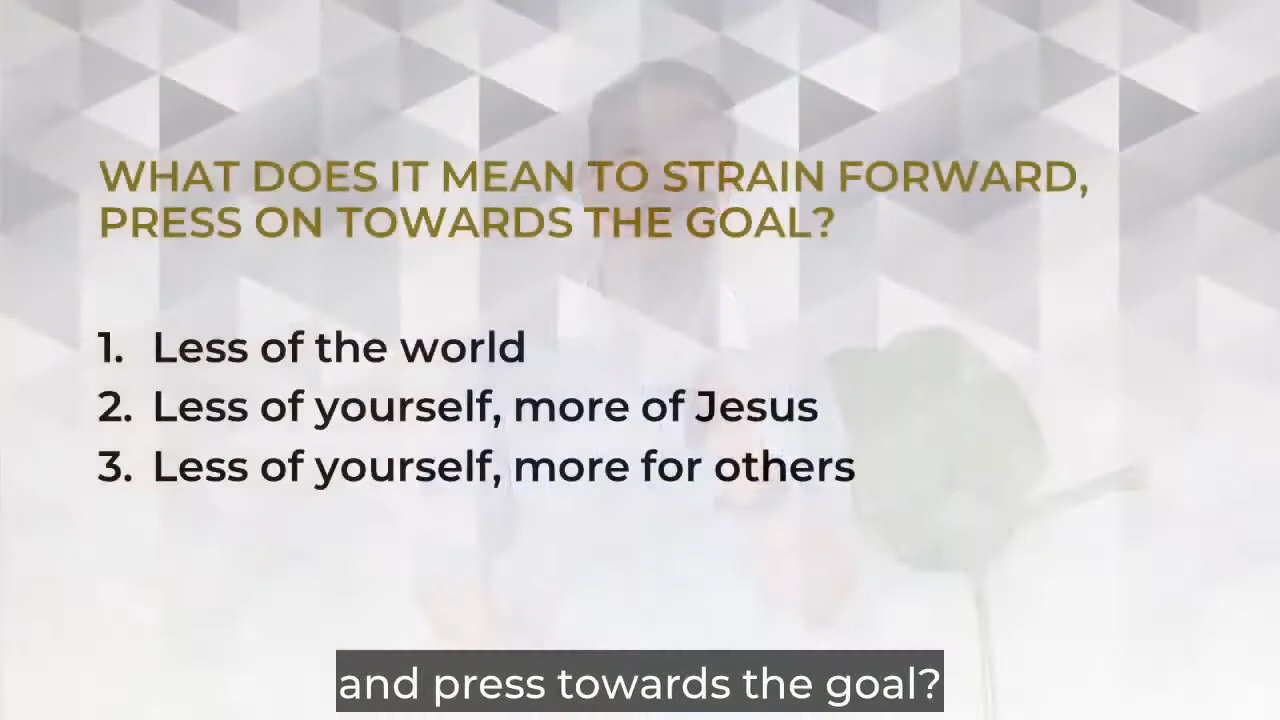 WHAT DOES IT MEAN TO STRAIN FORWARD,
PRESS ON TOWARDS THE GOAL?
1. Less of the world
2. Less of yourself, more of Jesus
3. Less of yourself, more for others
and press towards the goal?